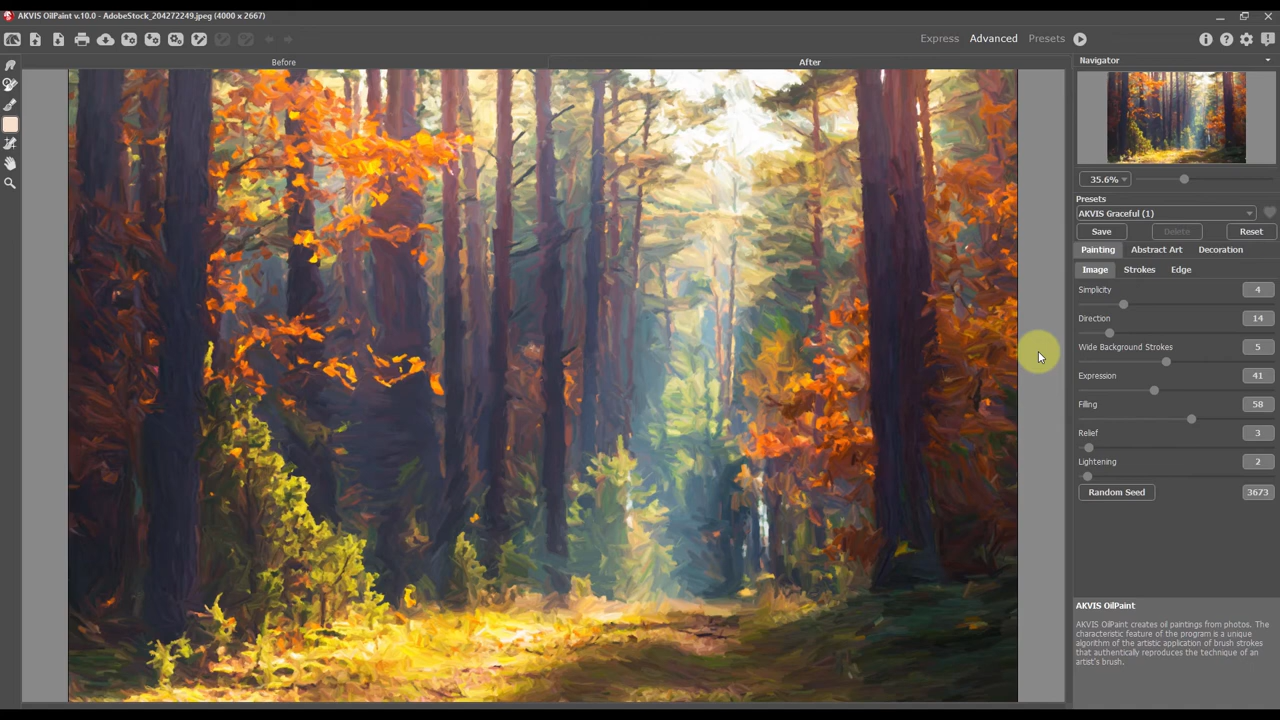 AKVIS OilPaint v.10.0 - AdobeStock_204272249.jpeg (4000 x 2667)
Express Advanced Presets
Before After
Navigator
35.6%
Presets
AKVIS Graceful (1)
Save Delete Reset
Painting Abstract Art Decoration
Image Strokes Edge
Simplicity 4
Direction 14
Wide Background Strokes 5
Expression 41
Filling 58
Relief 3
Lightening 2
Random Seed 3673
AKVIS OilPaint
AKVIS OilPaint creates oil paintings from photos. The
characteristic feature of the program is a unique
algorithm of the artistic application of brush strokes
that authentically reproduces the technique of an
artist's brush.